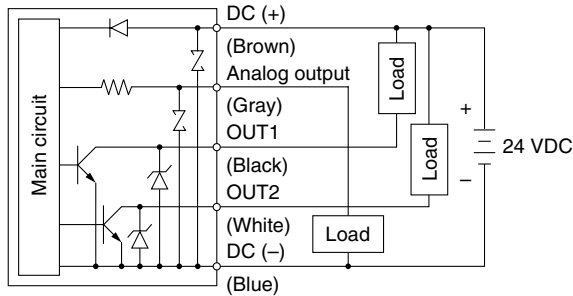 DC (+)
(Brown)
Analog output
(Gray)
OUT1
(Black)
OUT2
(White)
DC (–)
(Blue)
Main circuit
Load
Load
Load
+
–
24 VDC